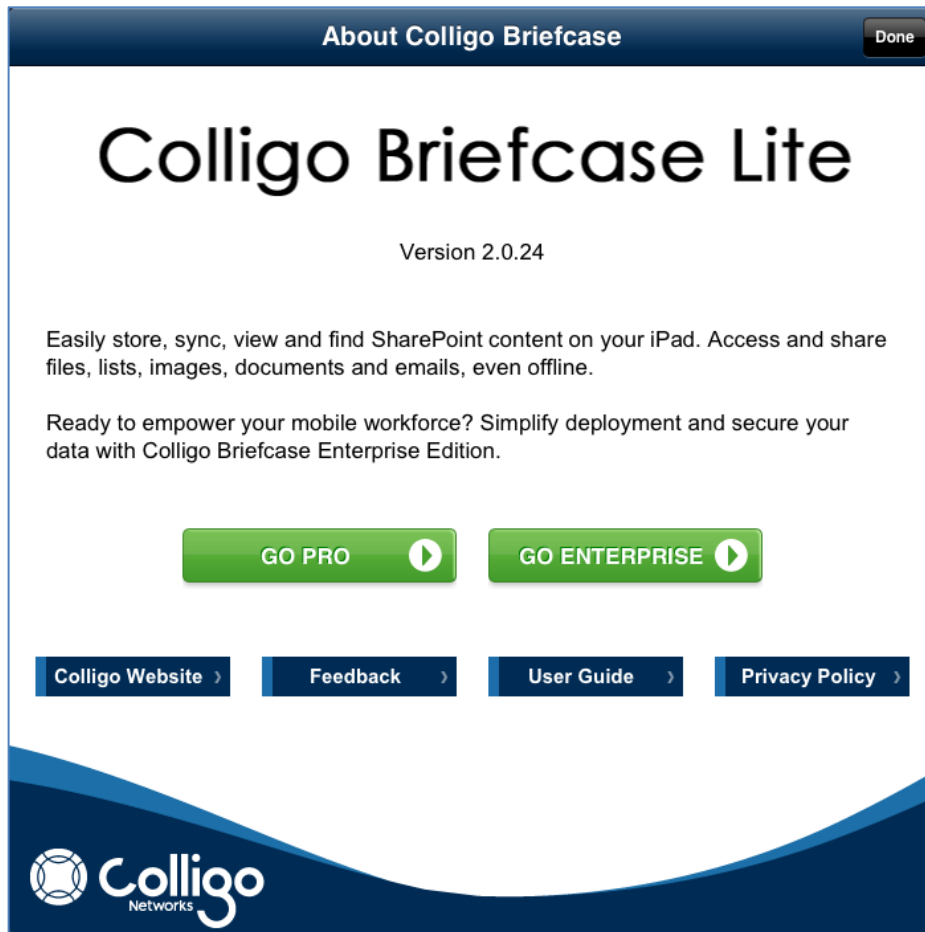 About Colligo Briefcase
Done
Colligo Briefcase Lite
Version 2.0.24
Easily store, sync, view and find SharePoint content on your iPad. Access and share
files, lists, images, documents and emails, even offline.
Ready to empower your mobile workforce? Simplify deployment and secure your
data with Colligo Briefcase Enterprise Edition.
GO PRO
GO ENTERPRISE
Colligo Website
Feedback
User Guide
Privacy Policy
Colligo
Networks